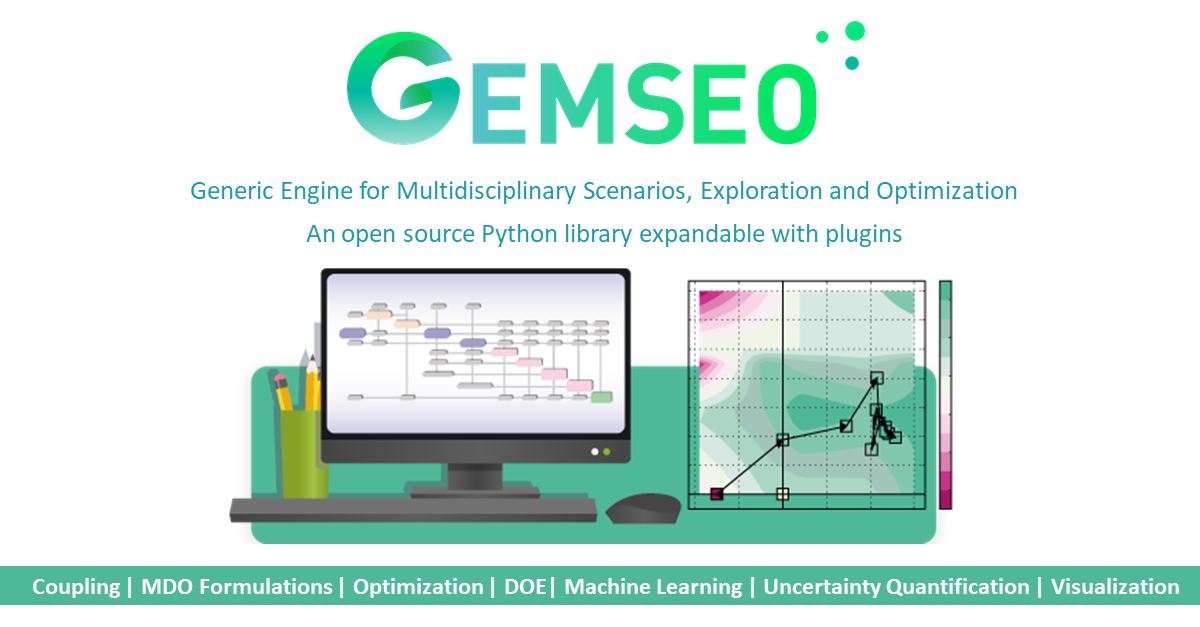 GEMSEO
Generic Engine for Multidisciplinary Scenarios, Exploration and Optimization
An open source Python library expandable with plugins
Coupling | MDO Formulations | Optimization | DOE| Machine Learning | Uncertainty Quantification | Visualization